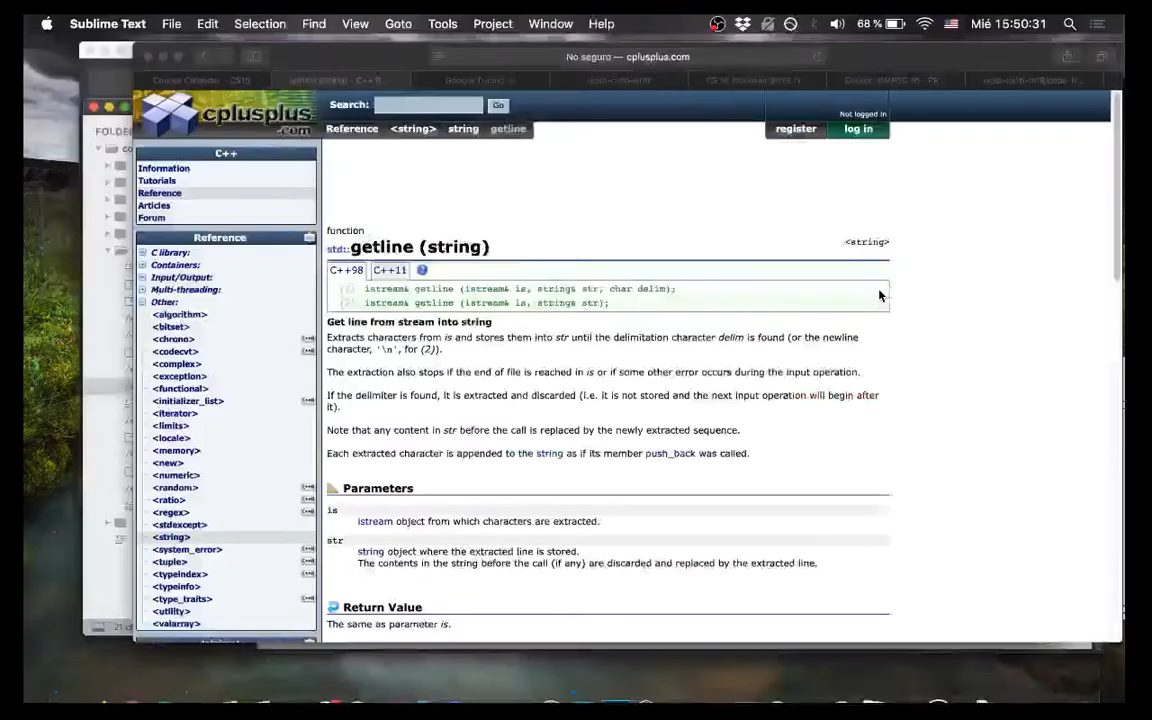 Sublime Text File Edit Selection Find View Goto Tools Project Window Help 68 % Mié 15:50:31
No seguro — cplusplus.com
Course Calendar
cplusplus
.com
Search: Go
Not logged in
Reference <string> string getline
register log in
FOLDER
C++
Information
Tutorials
Reference
Articles
Forum
Reference
C library:
Containers:
Input/Output:
Multi-threading:
Other:
<algorithm>
<bitset>
<chrono>
<codecvt>
<complex>
<exception>
<functional>
<initializer_list>
<iterator>
<limits>
<locale>
<memory>
<new>
<numeric>
<random>
<ratio>
<regex>
<stdexcept>
<string>
<system_error>
<tuple>
<typeindex>
<typeinfo>
<type_traits>
<utility>
<valarray>
function
std::getline (string)
<string>
C++98 C++11
istream& getline (istream& is, string& str, char delim);
istream& getline (istream& is, string& str);
Get line from stream into string
Extracts characters from is and stores them into str until the delimitation character delim is found (or the newline
character, '\n', for (2)).
The extraction also stops if the end of file is reached in is or if some other error occurs during the input operation.
If the delimiter is found, it is extracted and discarded (i.e. it is not stored and the next input operation will begin after
it).
Note that any content in str before the call is replaced by the newly extracted sequence.
Each extracted character is appended to the string as if its member push_back was called.
Parameters
is
istream object from which characters are extracted.
str
string object where the extracted line is stored.
The contents in the string before the call (if any) are discarded and replaced by the extracted line.
Return Value
The same as parameter is.